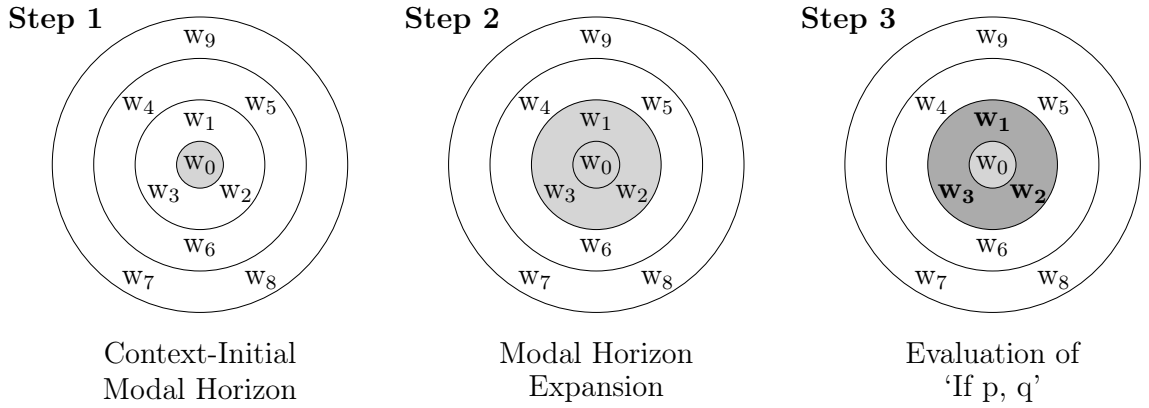 Step 1
w9
w4 w5
w1
w0
w3 w2
w6
w7 w8
Context-Initial
Modal Horizon
Step 2
w9
w4 w5
w1
w0
w3 w2
w6
w7 w8
Modal Horizon
Expansion
Step 3
w9
w4 w5
w1
w0
w3 w2
w6
w7 w8
Evaluation of
‘If p, q’